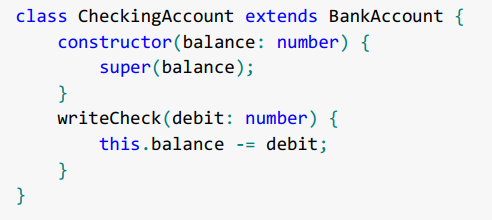 class CheckingAccount extends BankAccount {
    constructor(balance: number) {
        super(balance);
    }
    writeCheck(debit: number) {
        this.balance -= debit;
    }
}